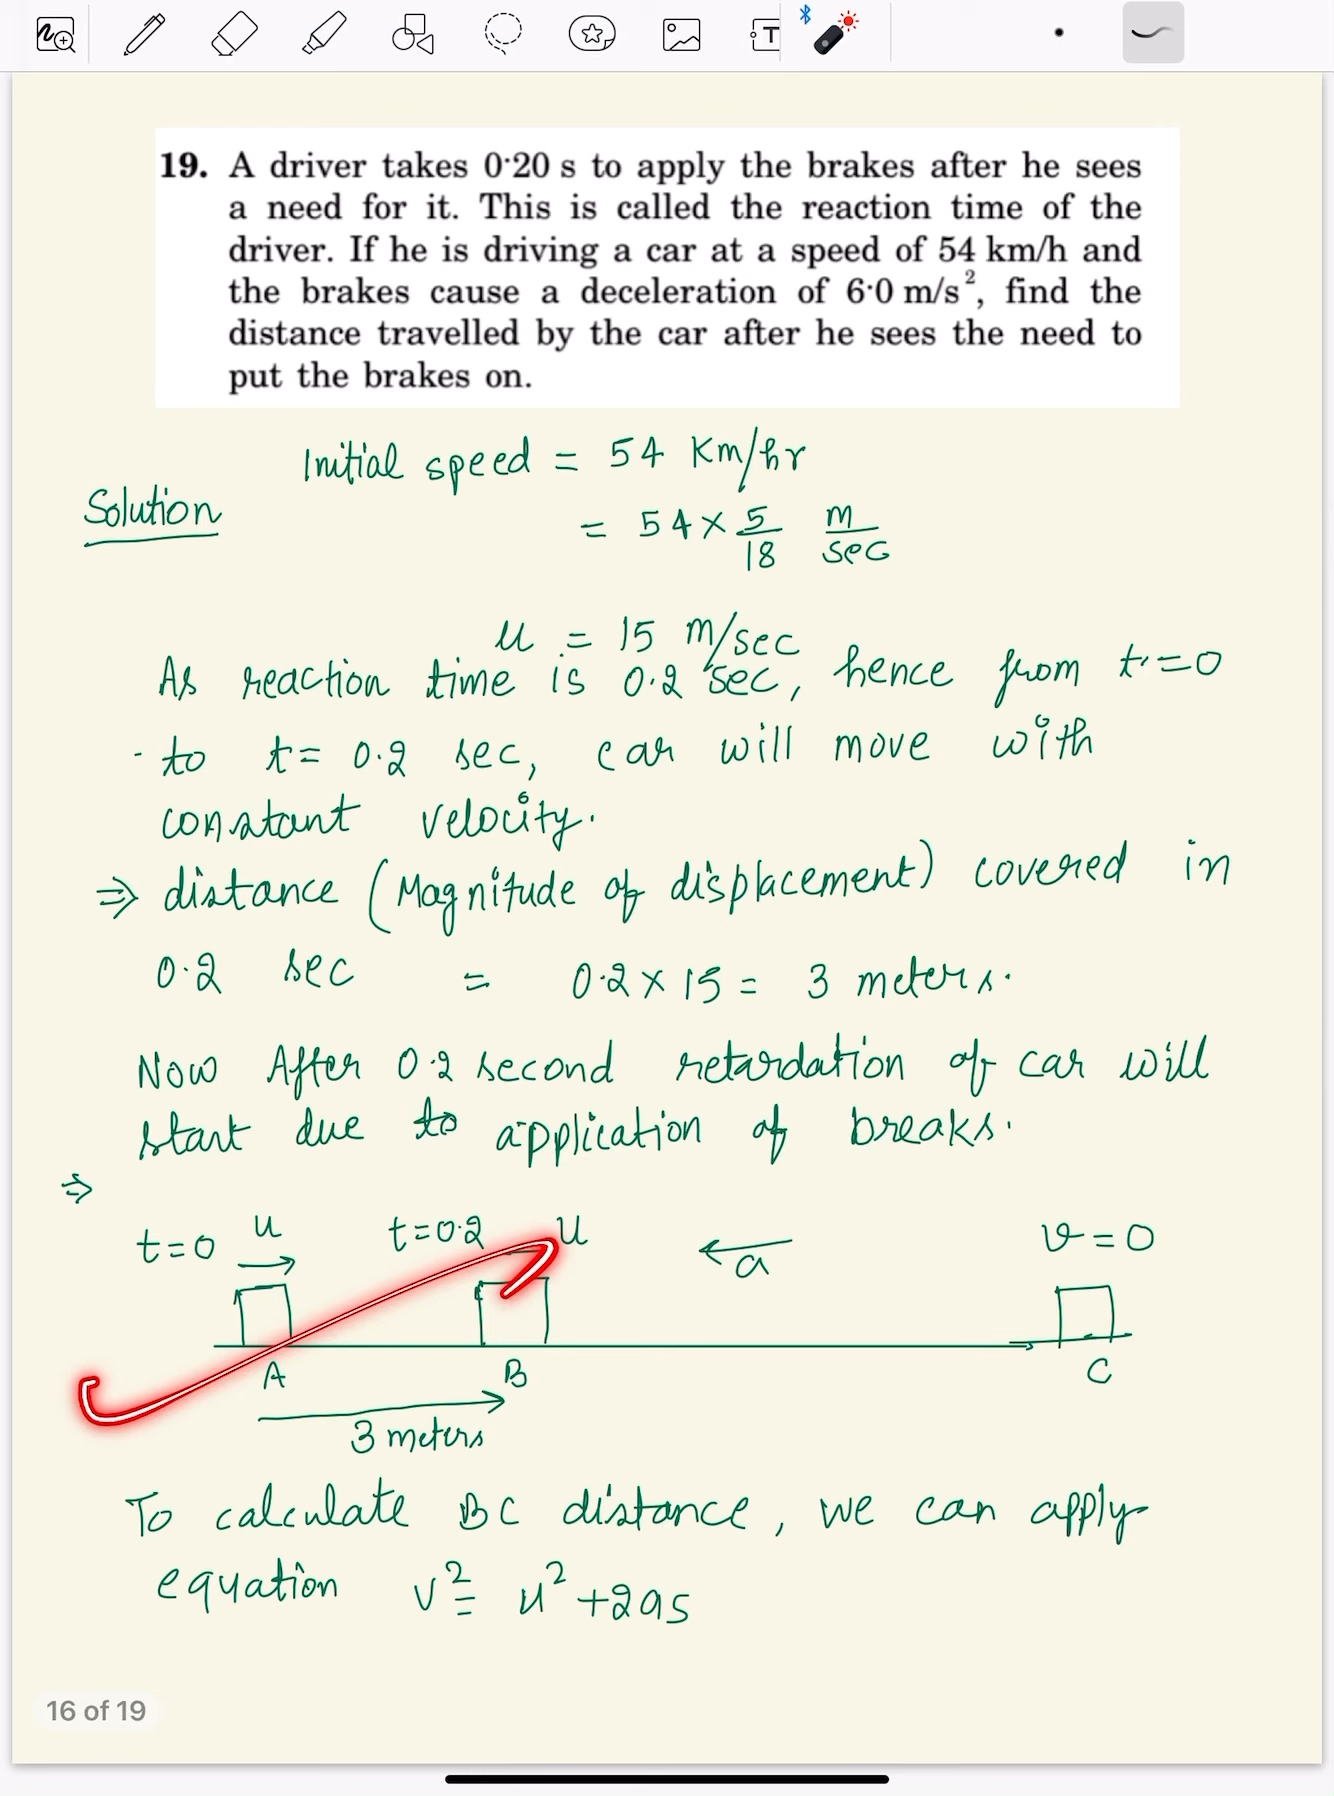 19. A driver takes 0·20 s to apply the brakes after he sees
a need for it. This is called the reaction time of the
driver. If he is driving a car at a speed of 54 km/h and
the brakes cause a deceleration of 6·0 m/s², find the
distance travelled by the car after he sees the need to
put the brakes on.
Initial speed = 54 Km/hr
Solution
= 54 × 5/18 m/sec
u = 15 m/sec
As reaction time is 0.2 sec, hence from t=0
to t = 0.2 sec, car will move with
constant velocity.
⇒ distance (Magnitude of displacement) covered in
0.2 sec = 0.2 × 15 = 3 meters.
Now After 0.2 second retardation of car will
start due to application of breaks.
⇒
t=0 u t=0.2 u a v=0
A B C
3 meters
To calculate BC distance, we can apply
equation v² = u² + 2as
16 of 19